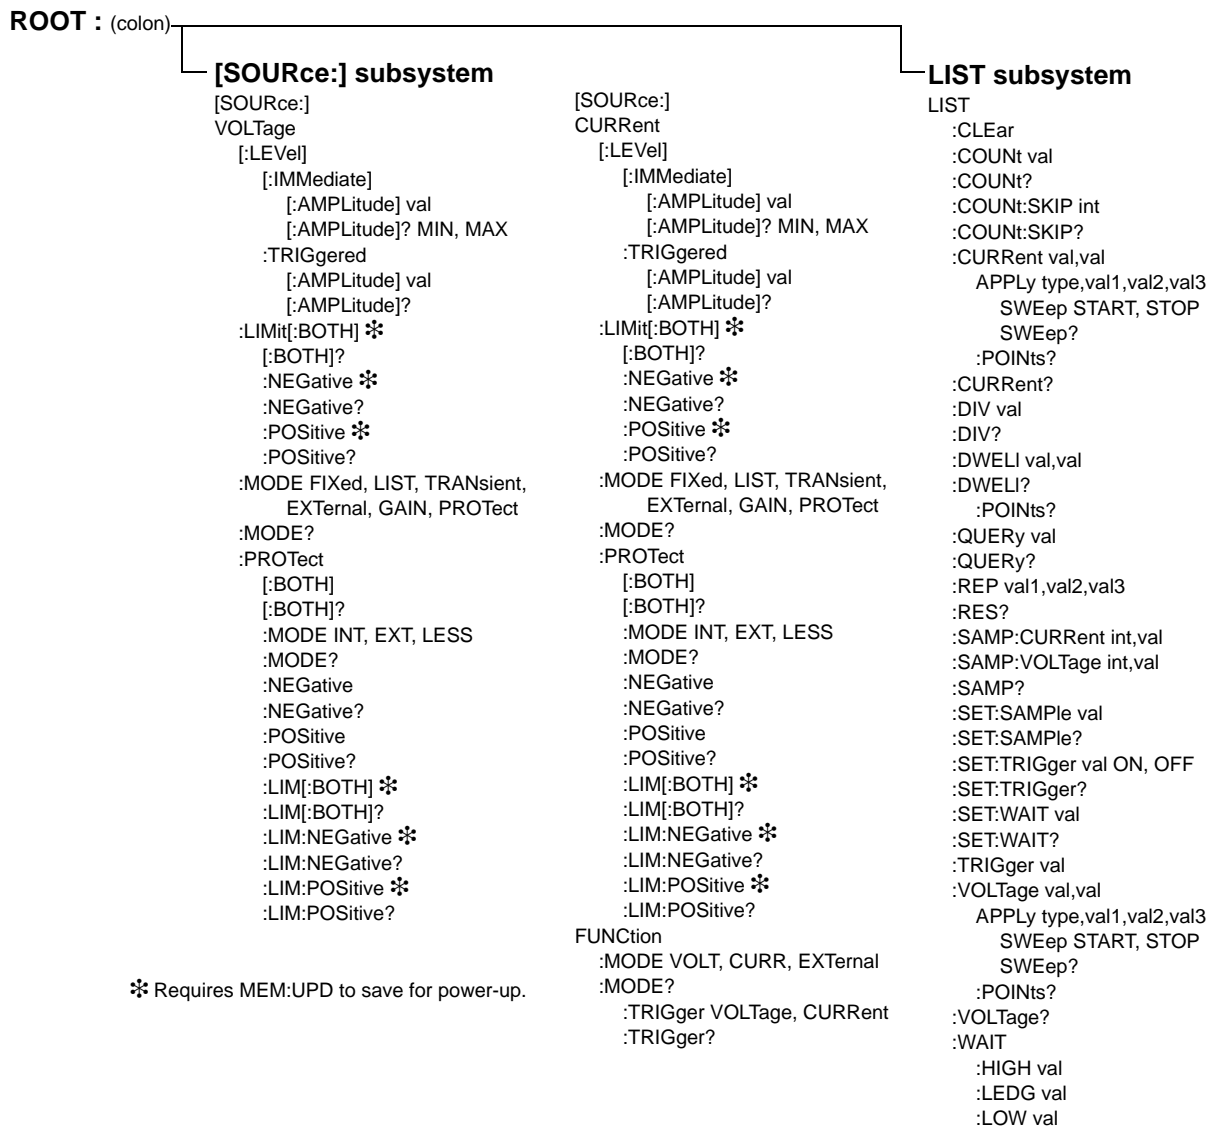 ROOT : (colon)
[SOURce:] subsystem
[SOURce:]
VOLTage
[:LEVel]
[:IMMediate]
[:AMPLitude] val
[:AMPLitude]? MIN, MAX
:TRIGgered
[:AMPLitude] val
[:AMPLitude]?
:LIMit[:BOTH] ✻
[:BOTH]?
:NEGative ✻
:NEGative?
:POSitive ✻
:POSitive?
:MODE FIXed, LIST, TRANsient,
EXTernal, GAIN, PROTect
:MODE?
:PROTect
[:BOTH]
[:BOTH]?
:MODE INT, EXT, LESS
:MODE?
:NEGative
:NEGative?
:POSitive
:POSitive?
:LIM[:BOTH] ✻
:LIM[:BOTH]?
:LIM:NEGative ✻
:LIM:NEGative?
:LIM:POSitive ✻
:LIM:POSitive?
✻ Requires MEM:UPD to save for power-up.
[SOURce:]
CURRent
[:LEVel]
[:IMMediate]
[:AMPLitude] val
[:AMPLitude]? MIN, MAX
:TRIGgered
[:AMPLitude] val
[:AMPLitude]?
:LIMit[:BOTH] ✻
[:BOTH]?
:NEGative ✻
:NEGative?
:POSitive ✻
:POSitive?
:MODE FIXed, LIST, TRANsient,
EXTernal, GAIN, PROTect
:MODE?
:PROTect
[:BOTH]
[:BOTH]?
:MODE INT, EXT, LESS
:MODE?
:NEGative
:NEGative?
:POSitive
:POSitive?
:LIM[:BOTH] ✻
:LIM[:BOTH]?
:LIM:NEGative ✻
:LIM:NEGative?
:LIM:POSitive ✻
:LIM:POSitive?
FUNCtion
:MODE VOLT, CURR, EXTernal
:MODE?
:TRIGger VOLTage, CURRent
:TRIGger?
LIST subsystem
LIST
:CLEar
:COUNt val
:COUNt?
:COUNt:SKIP int
:COUNt:SKIP?
:CURRent val,val
APPLy type,val1,val2,val3
SWEep START, STOP
SWEep?
:POINts?
:CURRent?
:DIV val
:DIV?
:DWELl val,val
:DWELl?
:POINts?
:QUERy val
:QUERy?
:REP val1,val2,val3
:RES?
:SAMP:CURRent int,val
:SAMP:VOLTage int,val
:SAMP?
:SET:SAMPle val
:SET:SAMPle?
:SET:TRIGger val ON, OFF
:SET:TRIGger?
:SET:WAIT val
:SET:WAIT?
:TRIGger val
:VOLTage val,val
APPLy type,val1,val2,val3
SWEep START, STOP
SWEep?
:POINts?
:VOLTage?
:WAIT
:HIGH val
:LEDG val
:LOW val